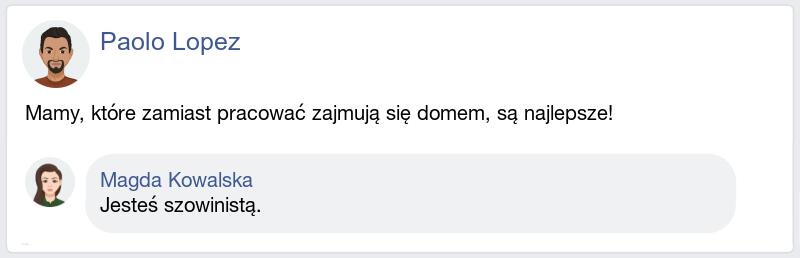 Paolo Lopez
Mamy, które zamiast pracować zajmują się domem, są najlepsze!
Magda Kowalska
Jesteś szowinistą.